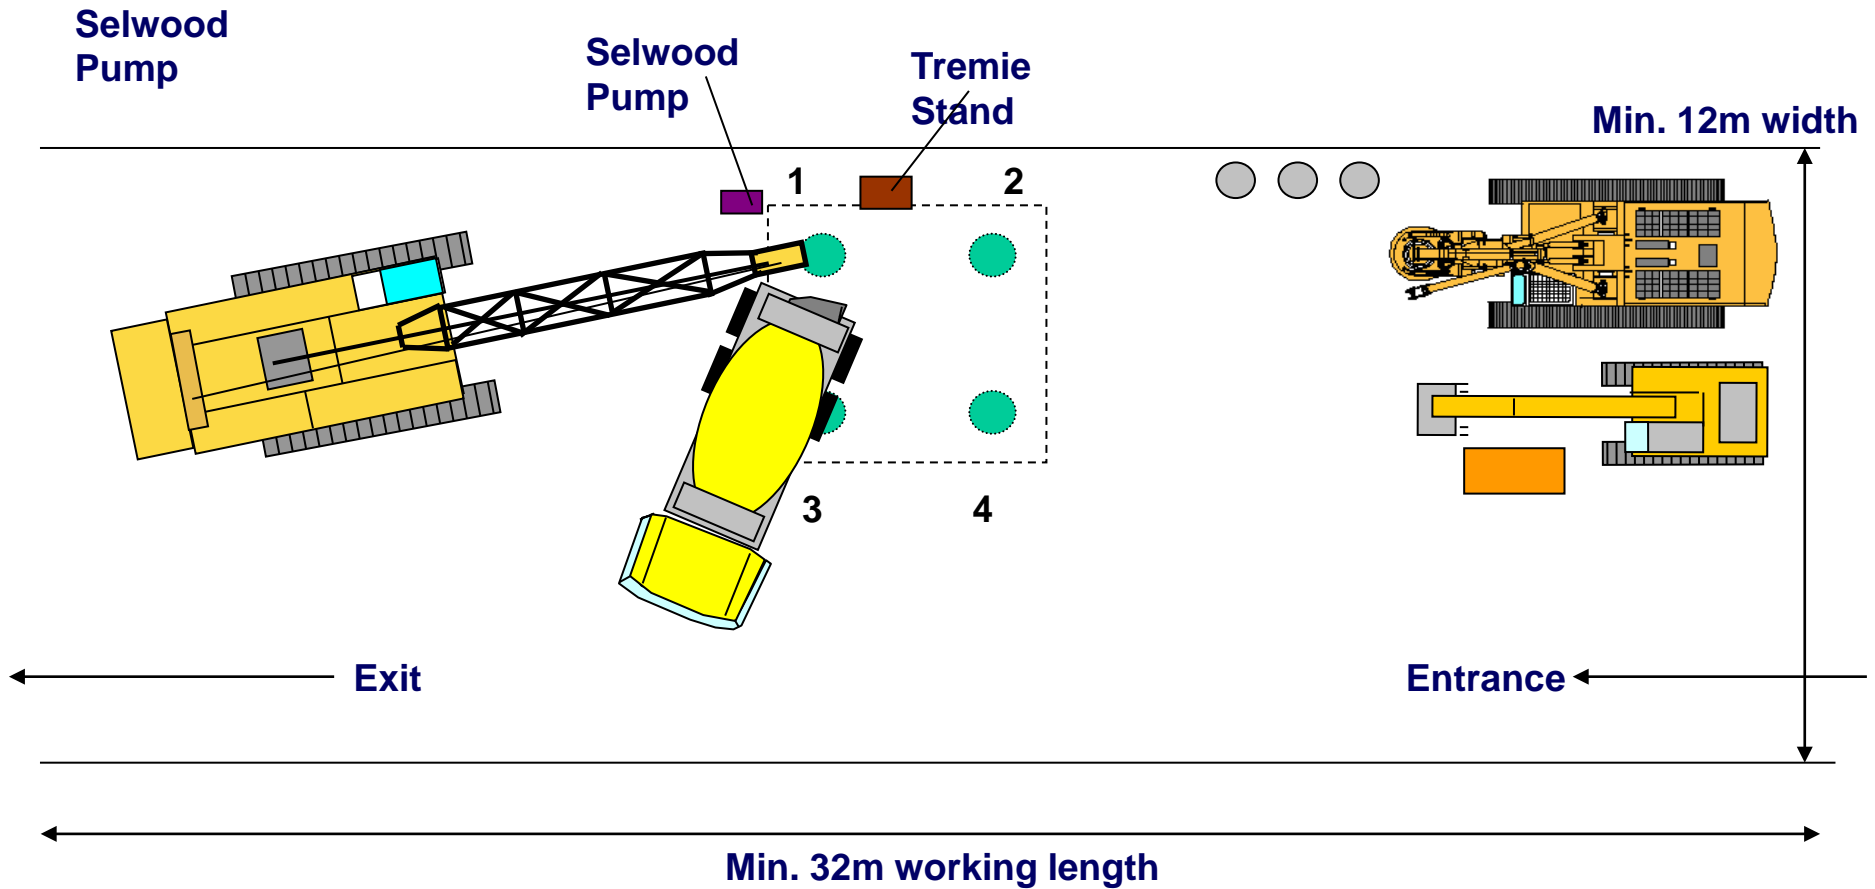 Selwood
Pump
Selwood
Pump
Tremie
Stand
Min. 12m width
1
2
3
4
Exit
Entrance
Min. 32m working length